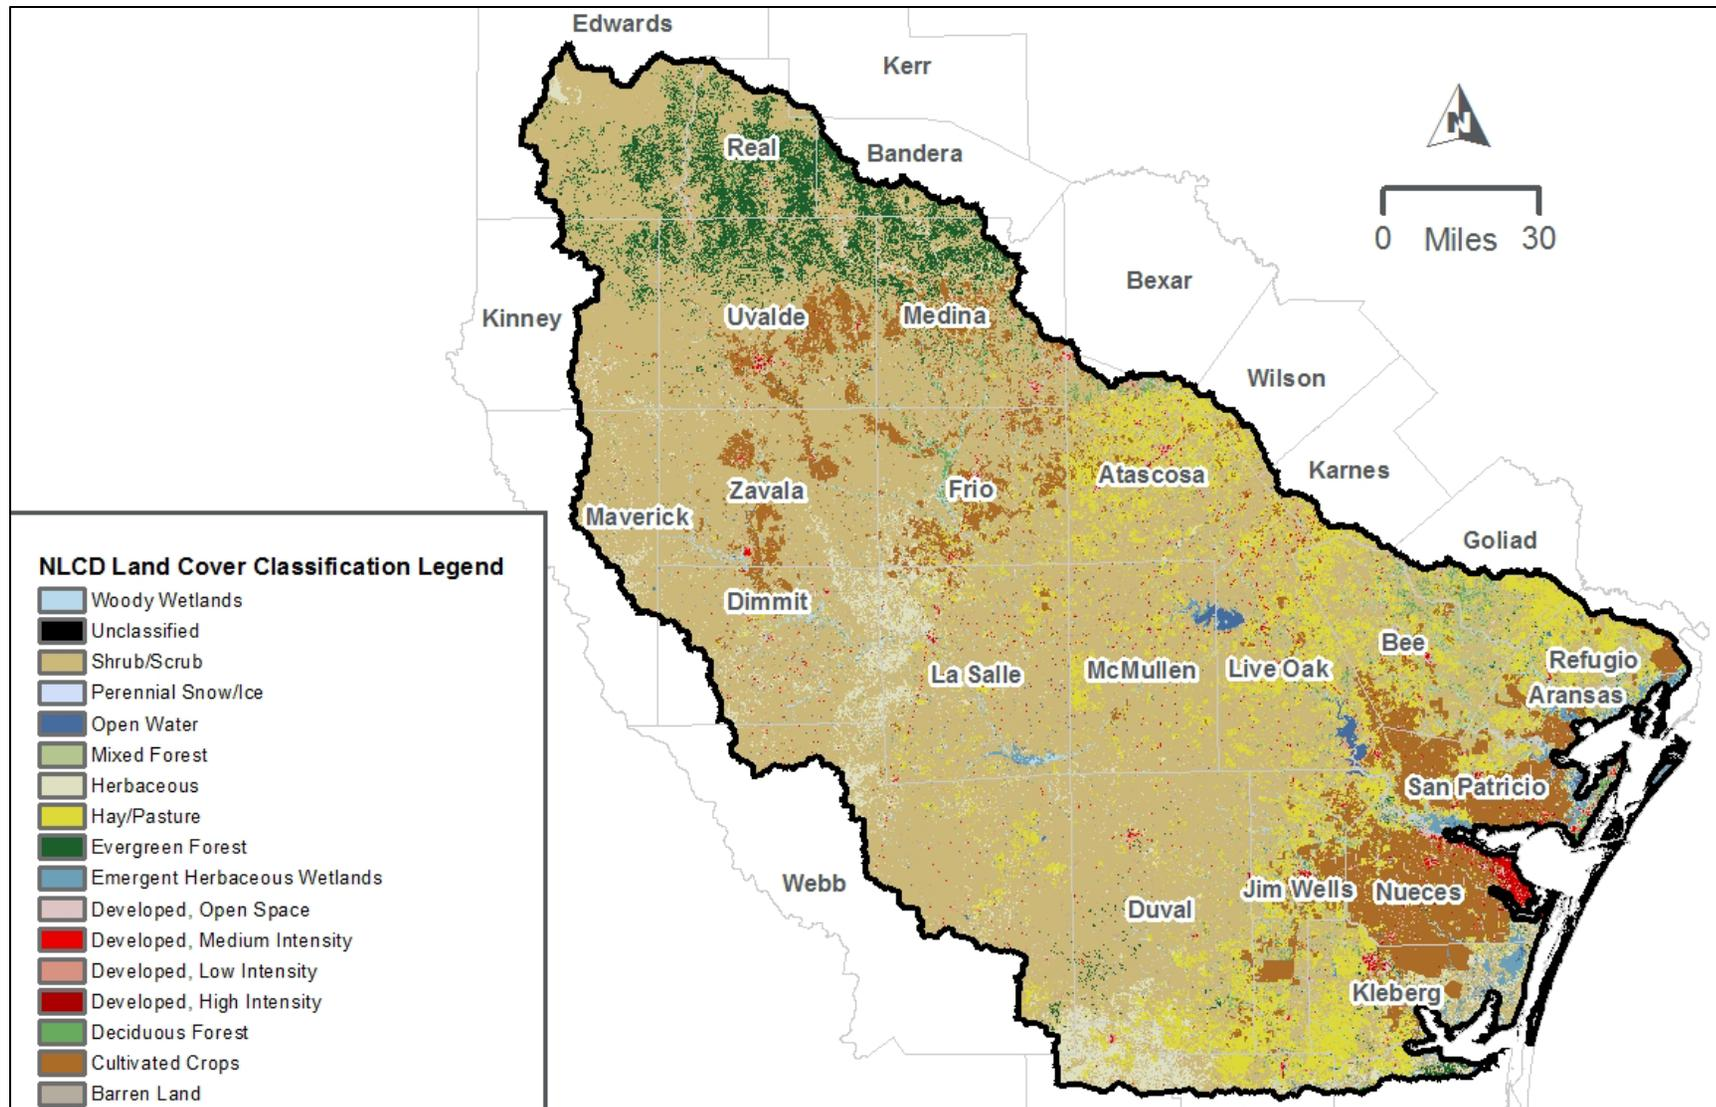 Edwards
Kerr
Real
Bandera
N
0 Miles 30
Bexar
Kinney
Uvalde
Medina
Wilson
Karnes
Atascosa
Zavala
Frio
Maverick
Goliad
Dimmit
Bee
La Salle
McMullen
Live Oak
Refugio
Aransas
San Patricio
Webb
Duval
Jim Wells
Nueces
Kleberg
NLCD Land Cover Classification Legend
Woody Wetlands
Unclassified
Shrub/Scrub
Perennial Snow/Ice
Open Water
Mixed Forest
Herbaceous
Hay/Pasture
Evergreen Forest
Emergent Herbaceous Wetlands
Developed, Open Space
Developed, Medium Intensity
Developed, Low Intensity
Developed, High Intensity
Deciduous Forest
Cultivated Crops
Barren Land